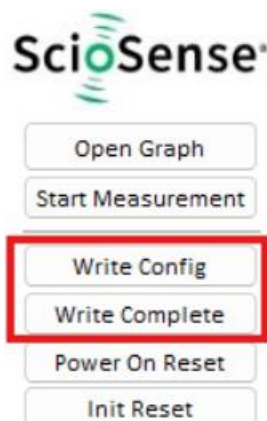 ScioSense
Open Graph
Start Measurement
Write Config
Write Complete
Power On Reset
Init Reset